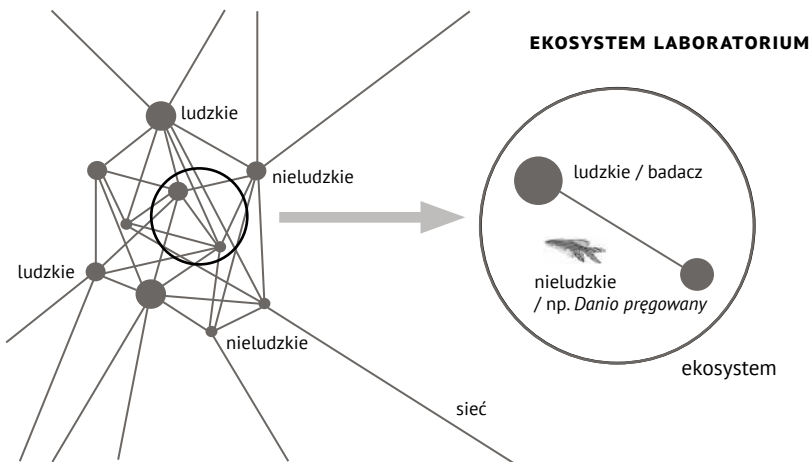 EKOSYSTEM LABORATORIUM
ludzkie
nieludzkie
ludzkie
nieludzkie
sieć
ludzkie / badacz
nieludzkie
/ np. Danio pręgowany
ekosystem